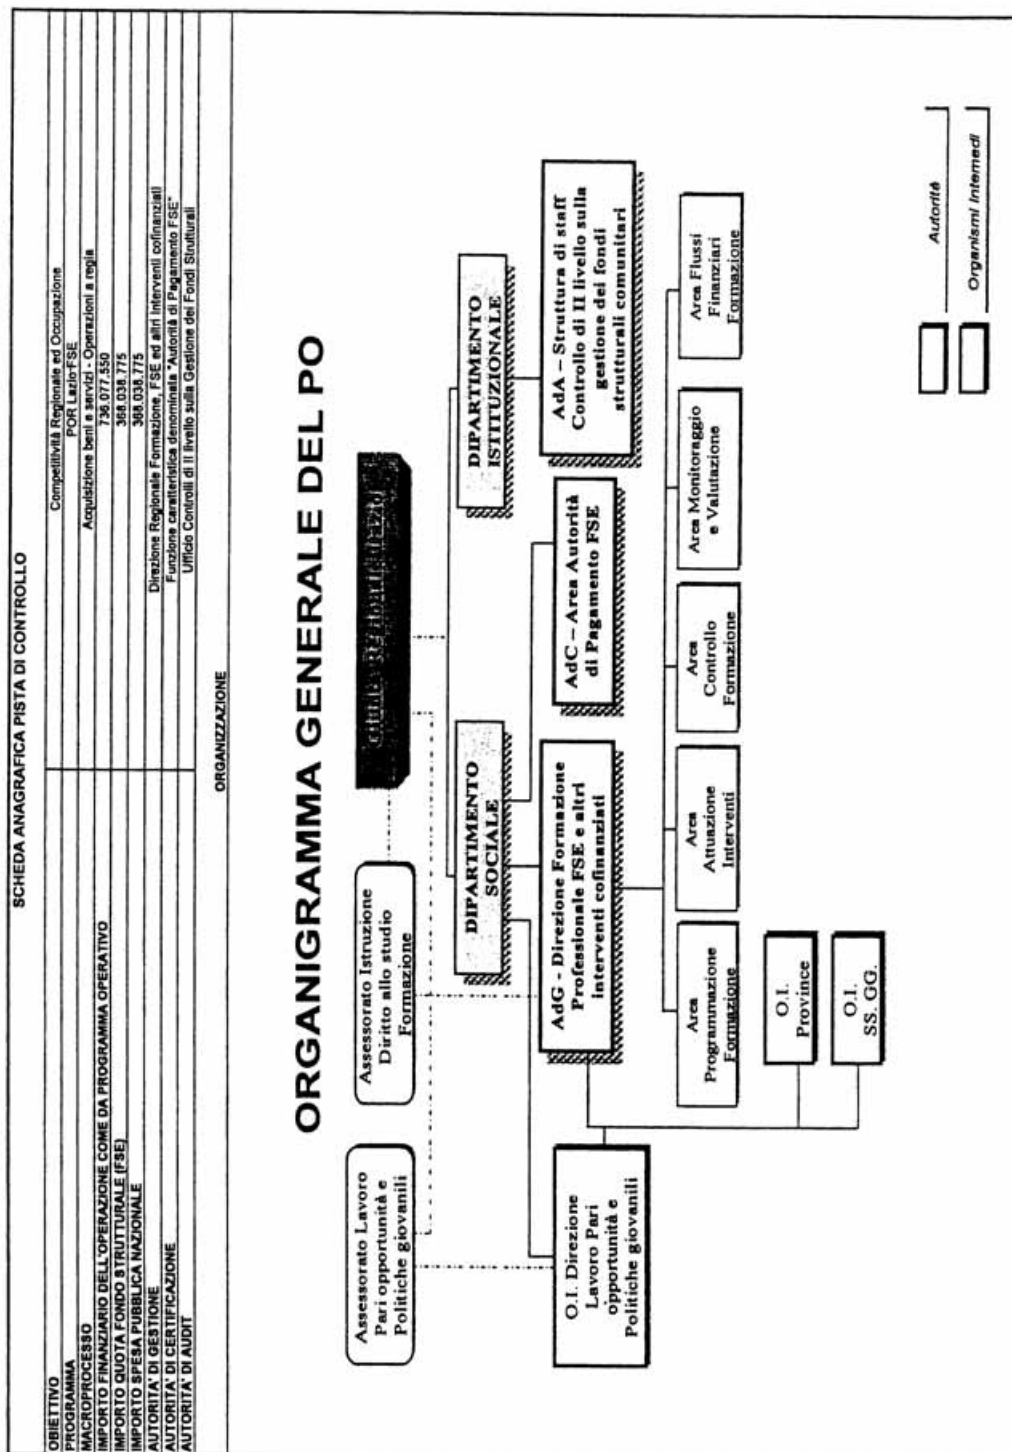 SCHEDA ANAGRAFICA PISTA DI CONTROLLO
OBIETTIVO Competitività Regionale ed Occupazione
PROGRAMMA POR Lazio FSE
MACROPROCESSO Acquisizione beni e servizi - Operazioni a regia
IMPORTO FINANZIARIO DELL'OPERAZIONE COME DA PROGRAMMA OPERATIVO 736.077.550
IMPORTO QUOTA FONDO STRUTTURALE (FSE) 368.038.775
IMPORTO SPESA PUBBLICA NAZIONALE 368.038.775
AUTORITA' DI GESTIONE Direzione Regionale Formazione, FSE ed altri interventi cofinanziati
AUTORITA' DI CERTIFICAZIONE Funzione caratteristica denominata "Autorità di Pagamento FSE"
AUTORITA' DI AUDIT Ufficio Controlli di II livello sulla Gestione dei Fondi Strutturali
ORGANIZZAZIONE
ORGANIGRAMMA GENERALE DEL PO
Assessorato Lavoro
Pari opportunità e
Politiche giovanili
Assessorato Istruzione
Diritto allo studio
Formazione
DIPARTIMENTO
SOCIALE
DIPARTIMENTO
ISTITUZIONALE
O.I. Direzione
Lavoro Pari
opportunità e
Politiche giovanili
AdG - Direzione Formazione
Professionale FSE e altri
interventi cofinanziati
AdC – Area Autorità
di Pagamento FSE
AdA – Struttura di staff
Controllo di II livello sulla
gestione dei fondi
strutturali comunitari
Area
Programmazione
Formazione
Area
Attuazione
Interventi
Area
Controllo
Formazione
Area Monitoraggio
e Valutazione
Area Flussi
Finanziari
Formazione
O.I.
Province
O.I.
SS. GG.
Autorità
Organismi Intemedi